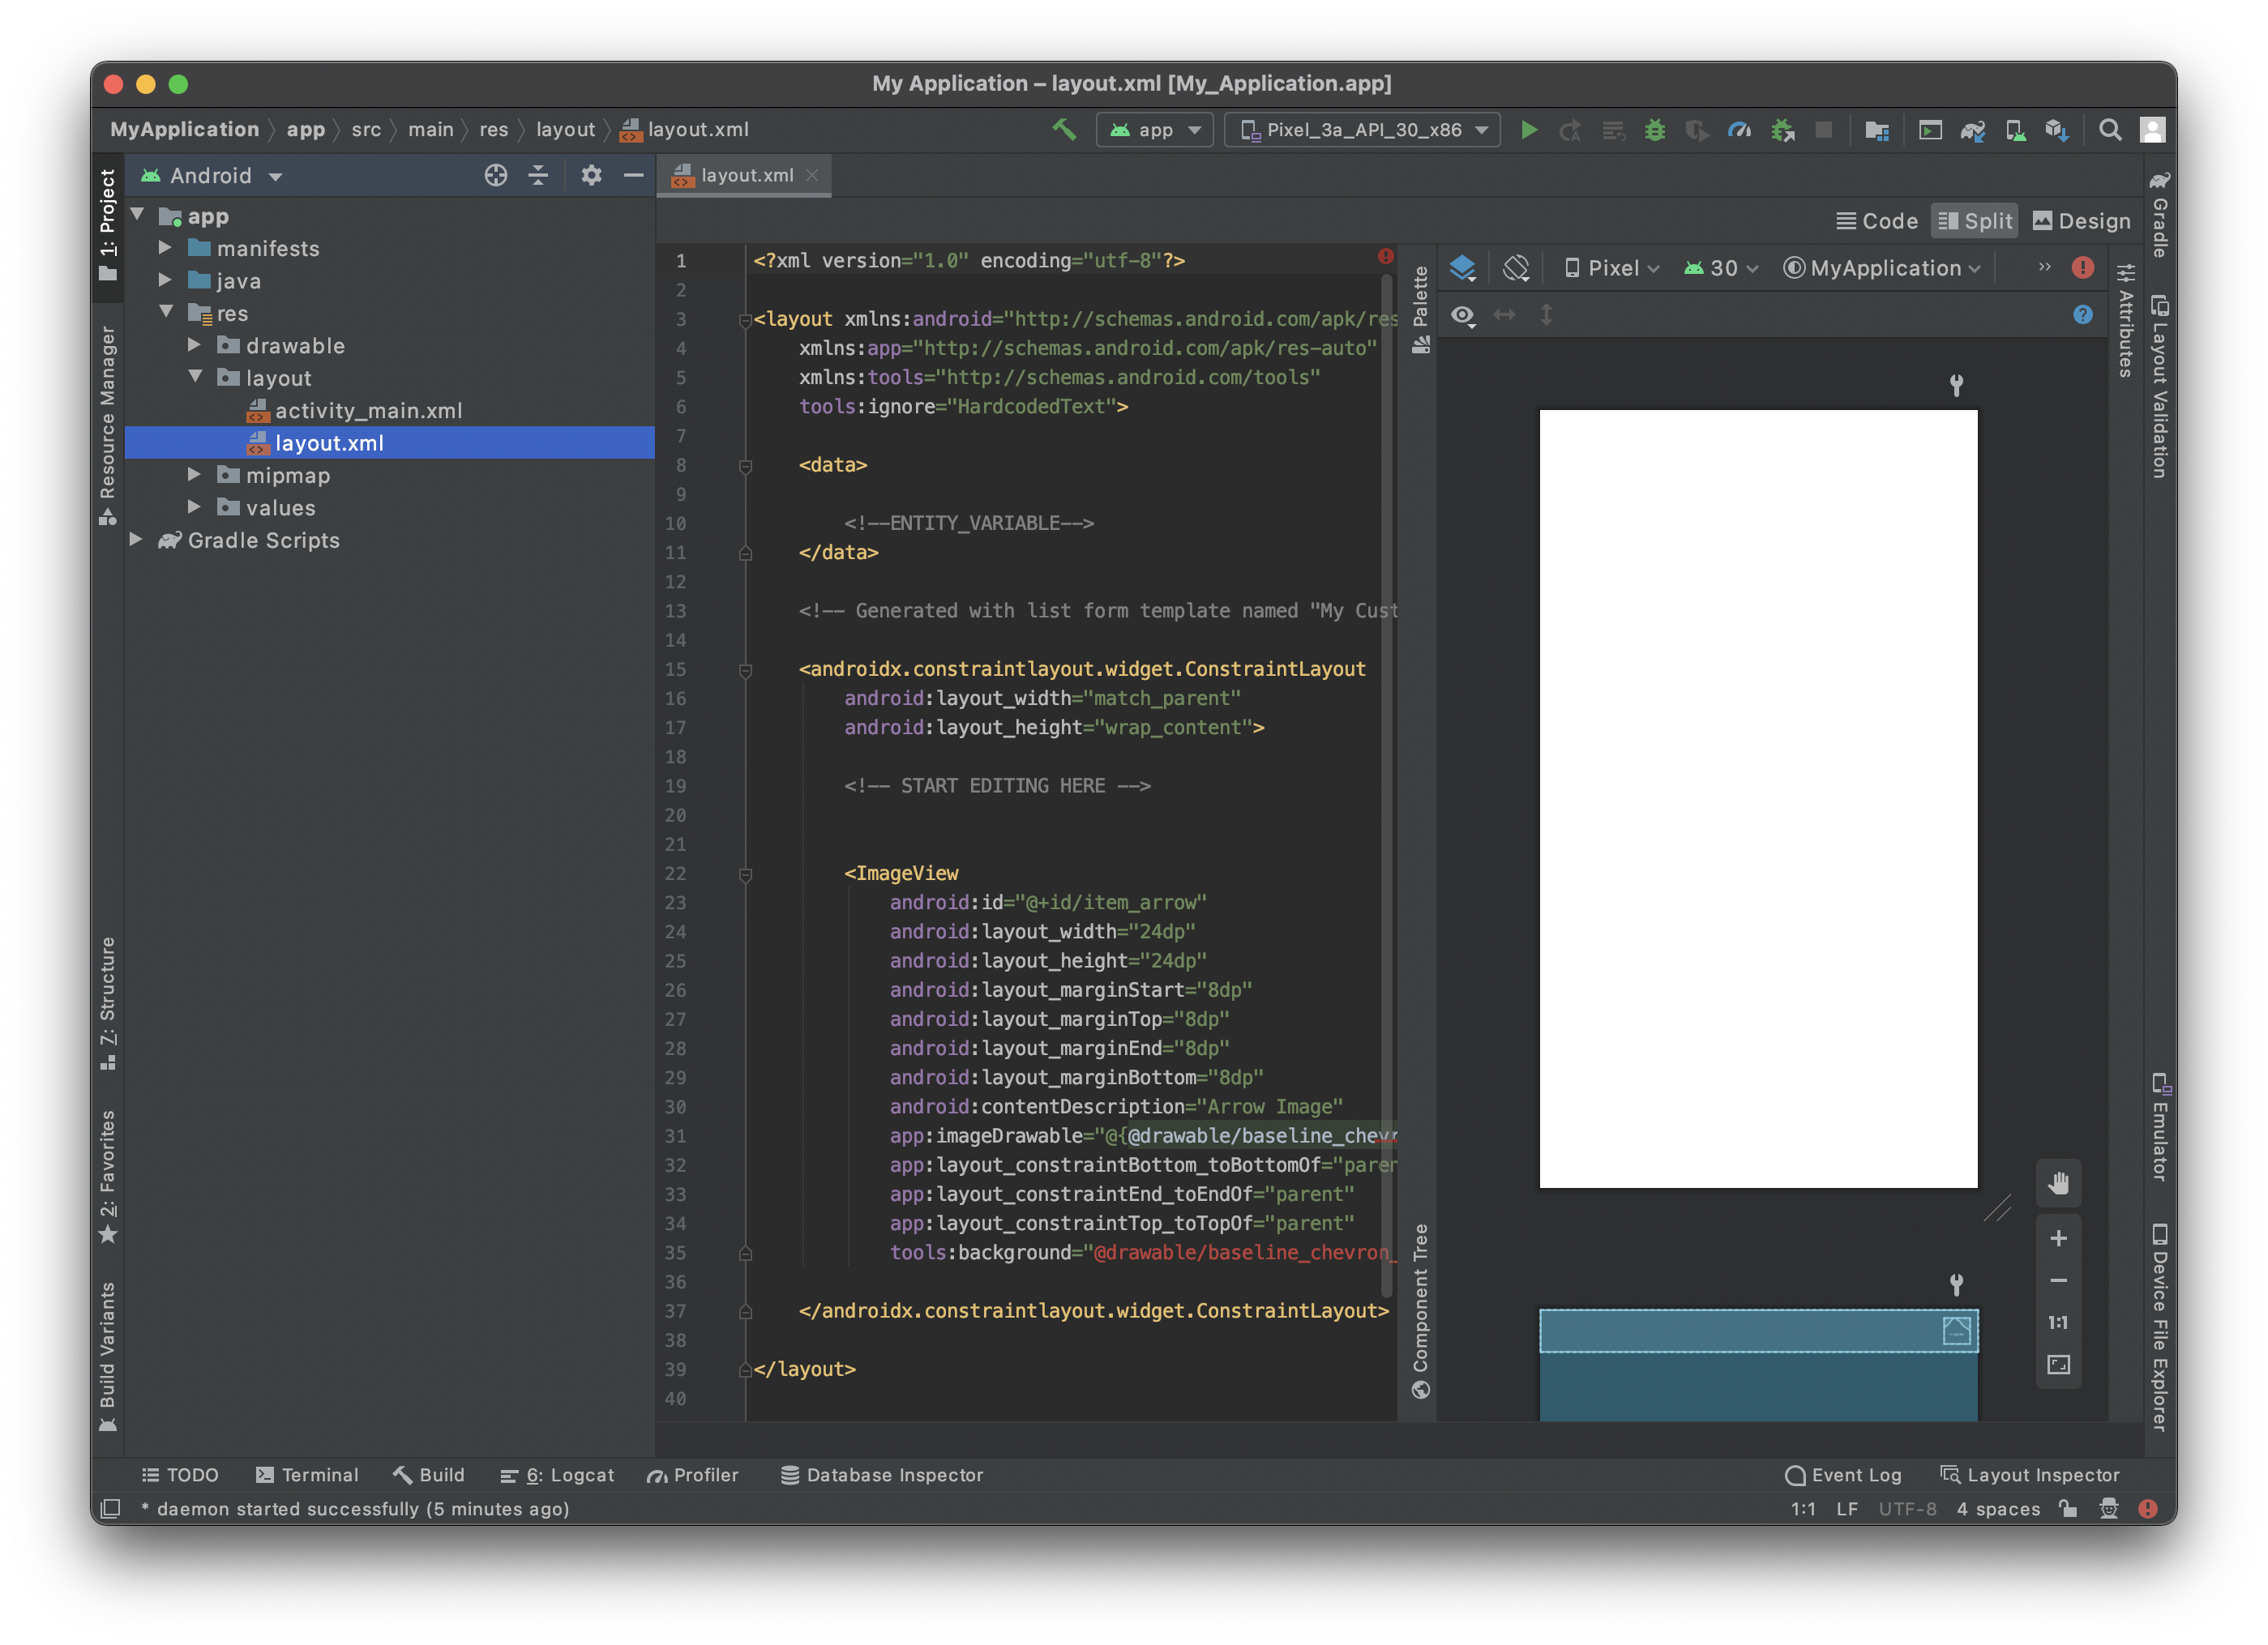 My Application – layout.xml [My_Application.app]
MyApplication app src main res layout layout.xml
app Pixel_3a_API_30_x86
1: Project
Resource Manager
7: Structure
2: Favorites
Build Variants
Android
app
manifests
java
res
drawable
layout
activity_main.xml
layout.xml
mipmap
values
Gradle Scripts
layout.xml
Code Split Design
1 <?xml version="1.0" encoding="utf-8"?>
2
3 <layout xmlns:android="http://schemas.android.com/apk/res
4 xmlns:app="http://schemas.android.com/apk/res-auto"
5 xmlns:tools="http://schemas.android.com/tools"
6 tools:ignore="HardcodedText">
7
8 <data>
9
10 <!--ENTITY_VARIABLE-->
11 </data>
12
13 <!-- Generated with list form template named "My Cust
14
15 <androidx.constraintlayout.widget.ConstraintLayout
16 android:layout_width="match_parent"
17 android:layout_height="wrap_content">
18
19 <!-- START EDITING HERE -->
20
21
22 <ImageView
23 android:id="@+id/item_arrow"
24 android:layout_width="24dp"
25 android:layout_height="24dp"
26 android:layout_marginStart="8dp"
27 android:layout_marginTop="8dp"
28 android:layout_marginEnd="8dp"
29 android:layout_marginBottom="8dp"
30 android:contentDescription="Arrow Image"
31 app:imageDrawable="@{@drawable/baseline_chevr
32 app:layout_constraintBottom_toBottomOf="paren
33 app:layout_constraintEnd_toEndOf="parent"
34 app:layout_constraintTop_toTopOf="parent"
35 tools:background="@drawable/baseline_chevron_
36
37 </androidx.constraintlayout.widget.ConstraintLayout>
38
39 </layout>
40
Palette
Component Tree
Pixel 30 MyApplication »
1:1
Attributes
Gradle
Layout Validation
Emulator
Device File Explorer
TODO Terminal Build 6: Logcat Profiler Database Inspector Event Log Layout Inspector
* daemon started successfully (5 minutes ago) 1:1 LF UTF-8 4 spaces